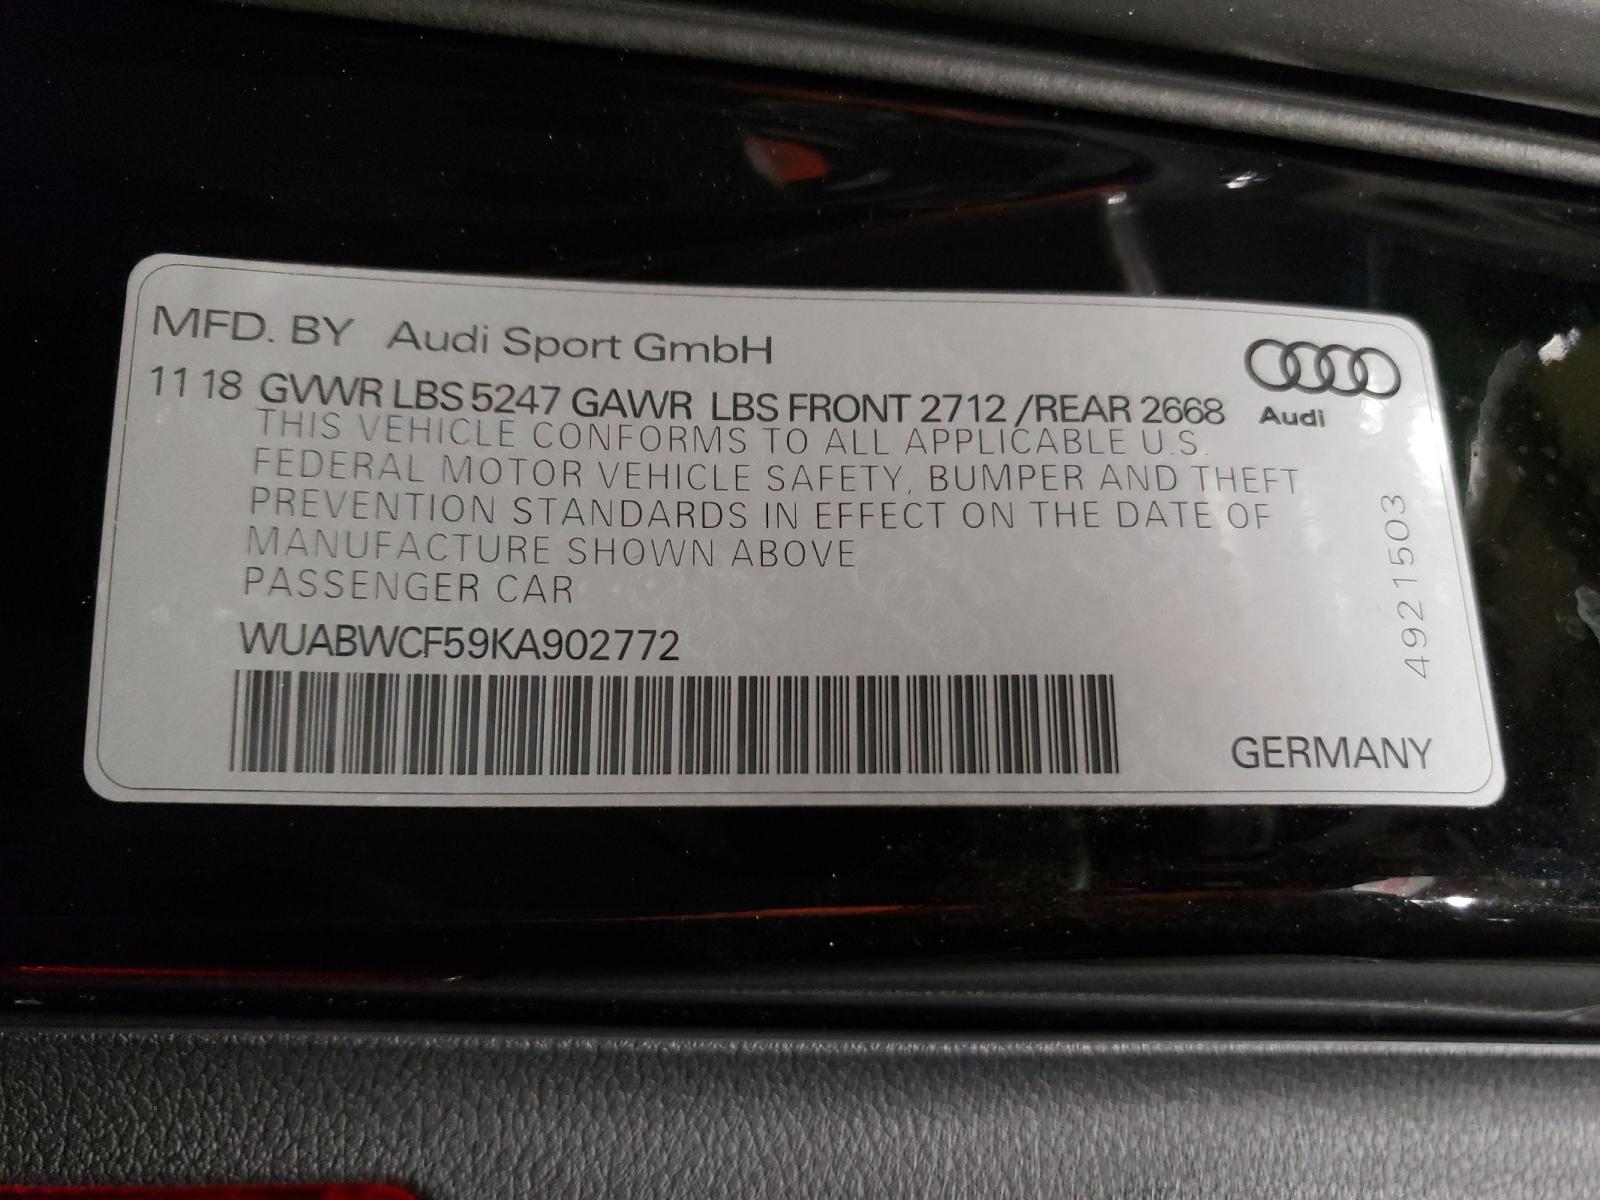 MFD. BY Audi Sport GmbH
11 18 GVWR LBS 5247 GAWR LBS FRONT 2712 /REAR 2668
Audi
THIS VEHICLE CONFORMS TO ALL APPLICABLE U.S.
FEDERAL MOTOR VEHICLE SAFETY, BUMPER AND THEFT
PREVENTION STANDARDS IN EFFECT ON THE DATE OF
MANUFACTURE SHOWN ABOVE
PASSENGER CAR
WUABWCF59KA902772
4921503
GERMANY